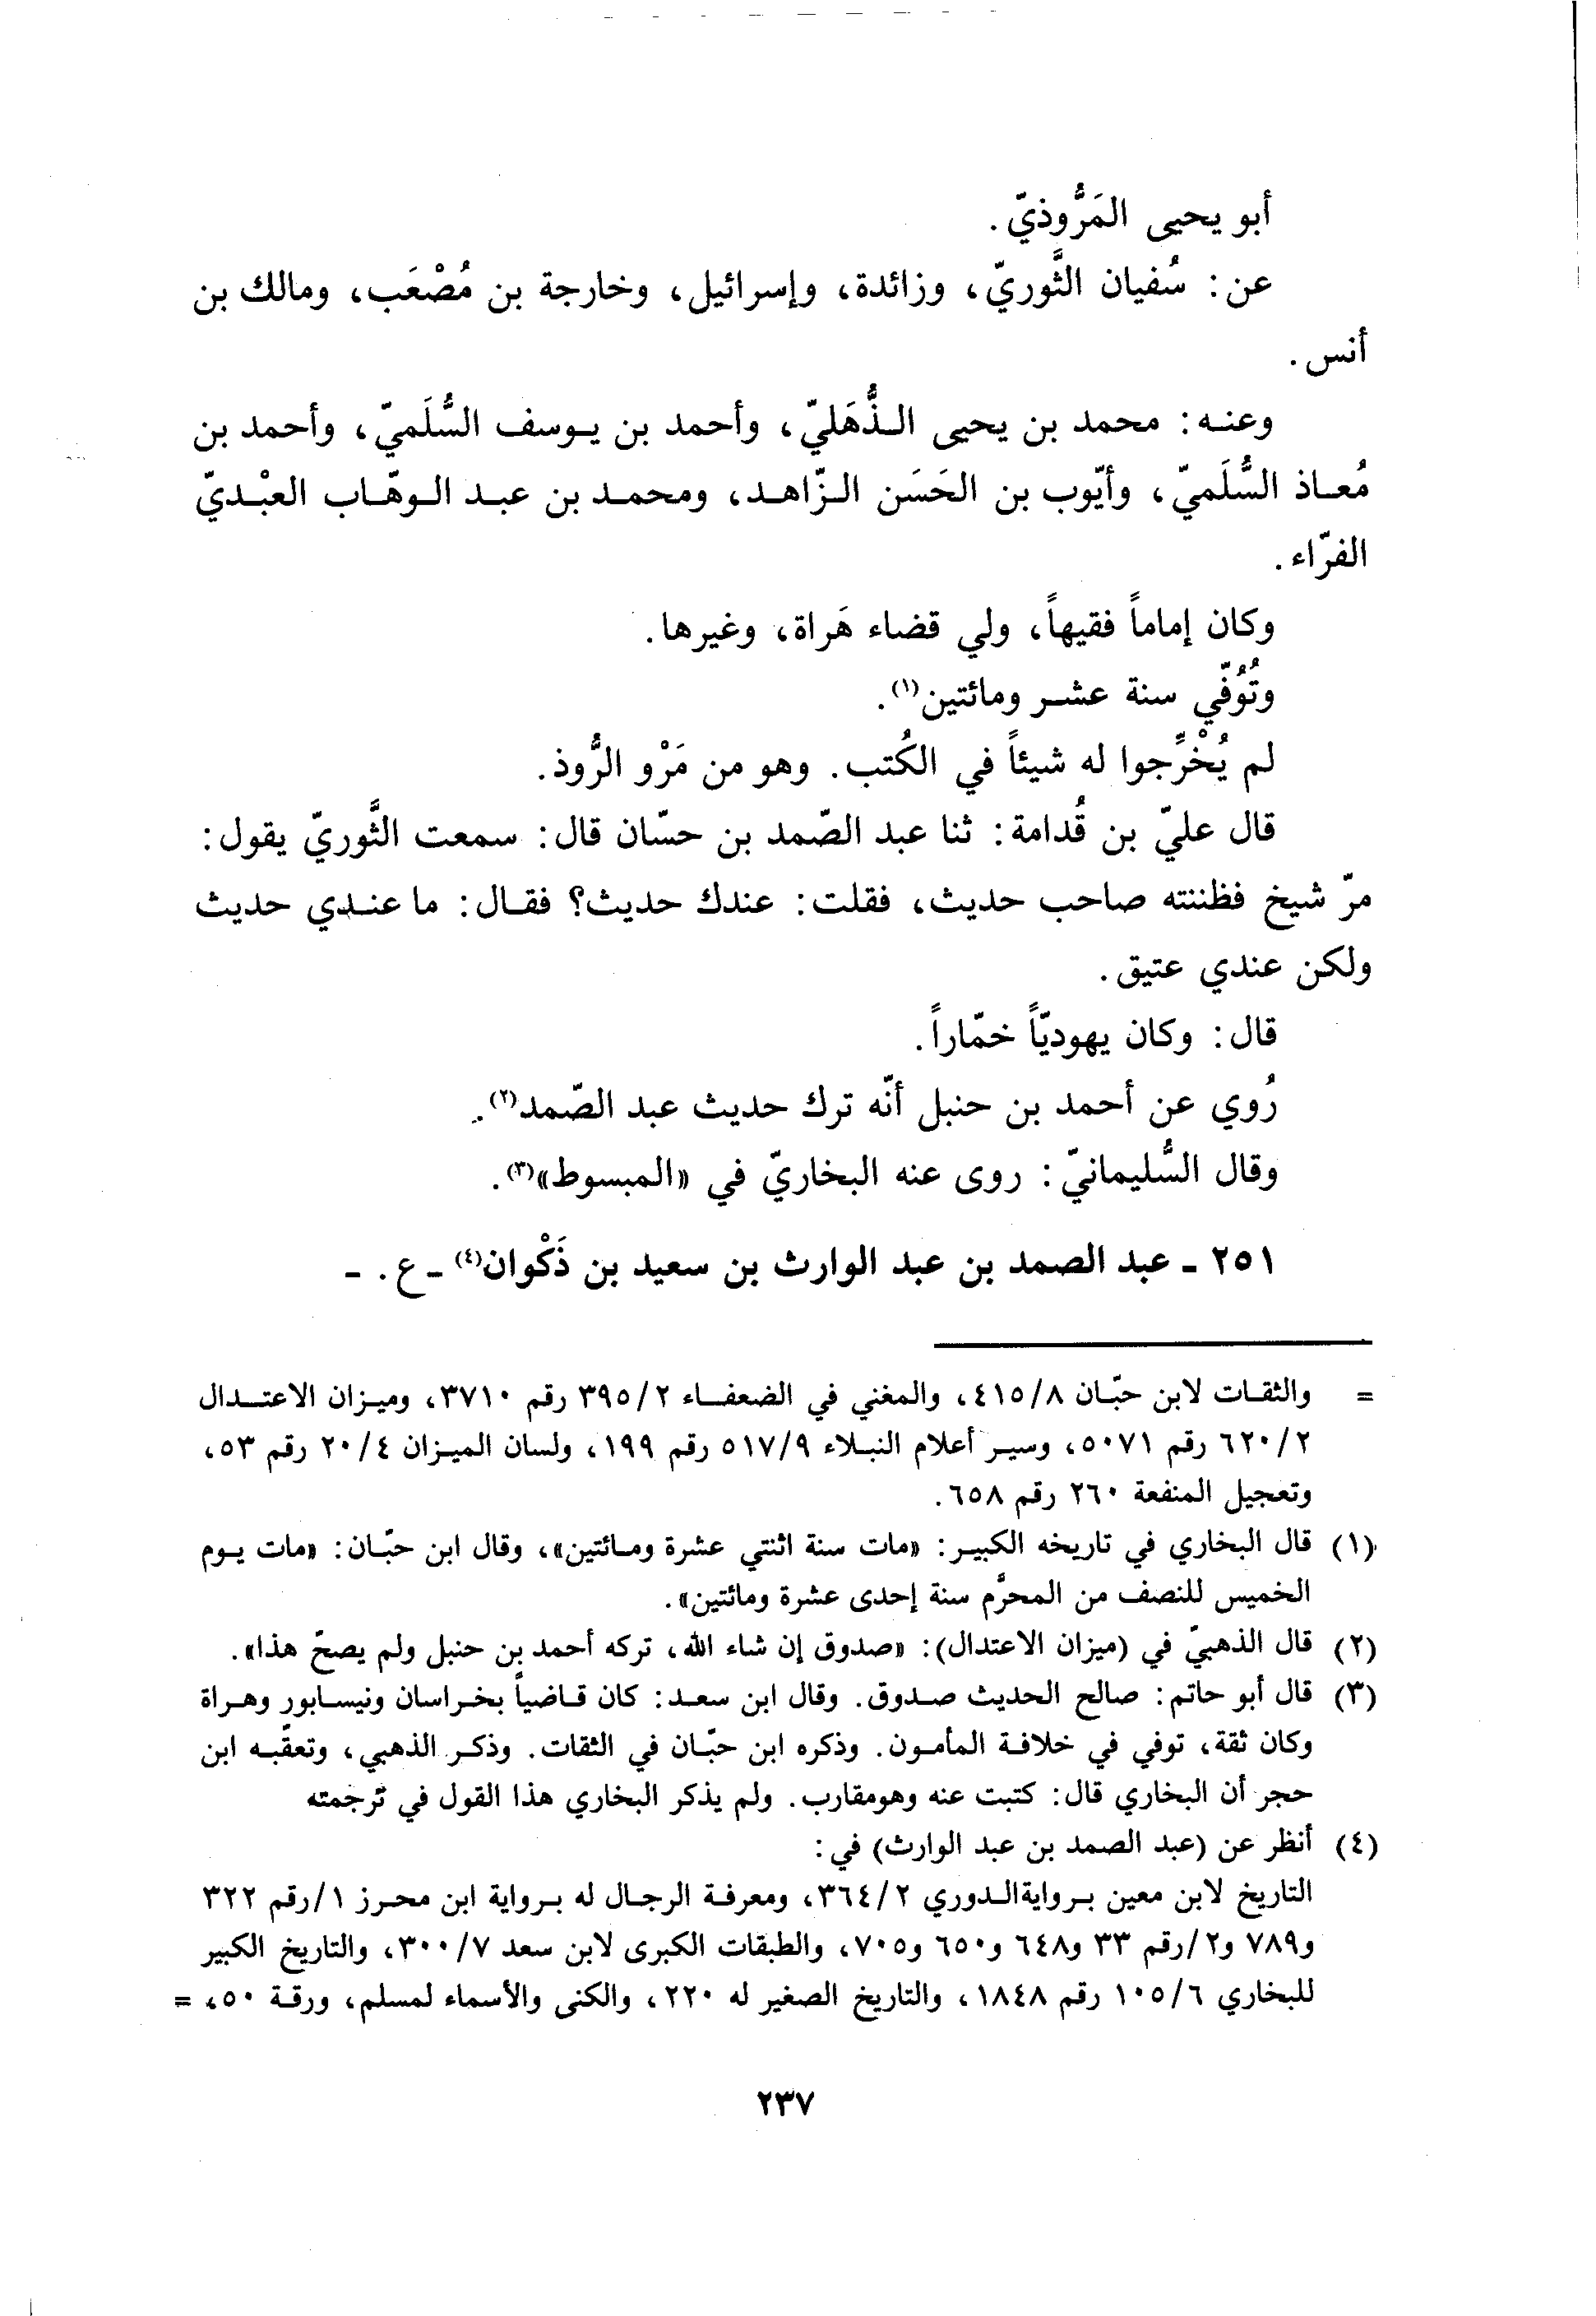 أبو يحيى المَرُّوذيّ.
عن: سُفيان الثَّوريّ، وزائدة، وإسرائيل، وخارجة بن مُصْعَب، ومالك بن
أنس.
وعنه: محمد بن يحيى الذُّهَليّ، وأحمد بن يوسف السُّلَميّ، وأحمد بن
مُعاذ السُّلَميّ، وأيّوب بن الحَسَن الزّاهد، ومحمد بن عبد الوهّاب العبْديّ
الفرّاء.
وكان إماماً فقيهاً، ولي قضاء هَراة، وغيرها.
وتُوُفّي سنة عشر ومائتين(١).
لم يُخْرِّجوا له شيئاً في الكُتب. وهو من مَرْو الرُّوذ.
قال عليّ بن قُدامة: ثنا عبد الصّمد بن حسّان قال: سمعت الثَّوريّ يقول:
مرّ شيخ فظننته صاحب حديث، فقلت: عندك حديث؟ فقال: ما عندي حديث
ولكن عندي عتيق.
قال: وكان يهوديّاً خمّاراً.
رُوي عن أحمد بن حنبل أنّه ترك حديث عبد الصّمد(٢).
وقال السُّليمانيّ: روى عنه البخاريّ في «المبسوط»(٣).
٢٥١ - عبد الصمد بن عبد الوارث بن سعيد بن ذَكْوان(٤) - ع. -
= والثقات لابن حبّان ٤١٥/٨، والمغني في الضعفاء ٣٩٥/٢ رقم ٣٧١٠، وميزان الاعتدال
٦٢٠/٢ رقم ٥٠٧١، وسير أعلام النبلاء ٥١٧/٩ رقم ١٩٩، ولسان الميزان ٢٠/٤ رقم ٥٣،
وتعجيل المنفعة ٢٦٠ رقم ٦٥٨.
(١) قال البخاري في تاريخه الكبير: «مات سنة اثنتي عشرة ومائتين»، وقال ابن حبّان: «مات يوم
الخميس للنصف من المحرَّم سنة إحدى عشرة ومائتين».
(٢) قال الذهبيّ في (ميزان الاعتدال): «صدوق إن شاء الله، تركه أحمد بن حنبل ولم يصحّ هذا».
(٣) قال أبو حاتم: صالح الحديث صدوق. وقال ابن سعد: كان قاضياً بخراسان ونيسابور وهراة
وكان ثقة، توفي في خلافة المأمون. وذكره ابن حبّان في الثقات. وذكر الذهبي، وتعقّبه ابن
حجر أن البخاري قال: كتبت عنه وهومقارب. ولم يذكر البخاري هذا القول في ترجمته
(٤) أنظر عن (عبد الصمد بن عبد الوارث) في:
التاريخ لابن معين بروايةالدوري ٣٦٤/٢، ومعرفة الرجال له برواية ابن محرز ١/رقم ٣٢٢
و٧٨٩ و٢/رقم ٣٣ و٦٤٨ و٦٥٠ و٧٠٥، والطبقات الكبرى لابن سعد ٣٠٠/٧، والتاريخ الكبير
للبخاري ١٠٥/٦ رقم ١٨٤٨، والتاريخ الصغير له ٢٢٠، والكنى والأسماء لمسلم، ورقة ٥٠، =
٢٣٧